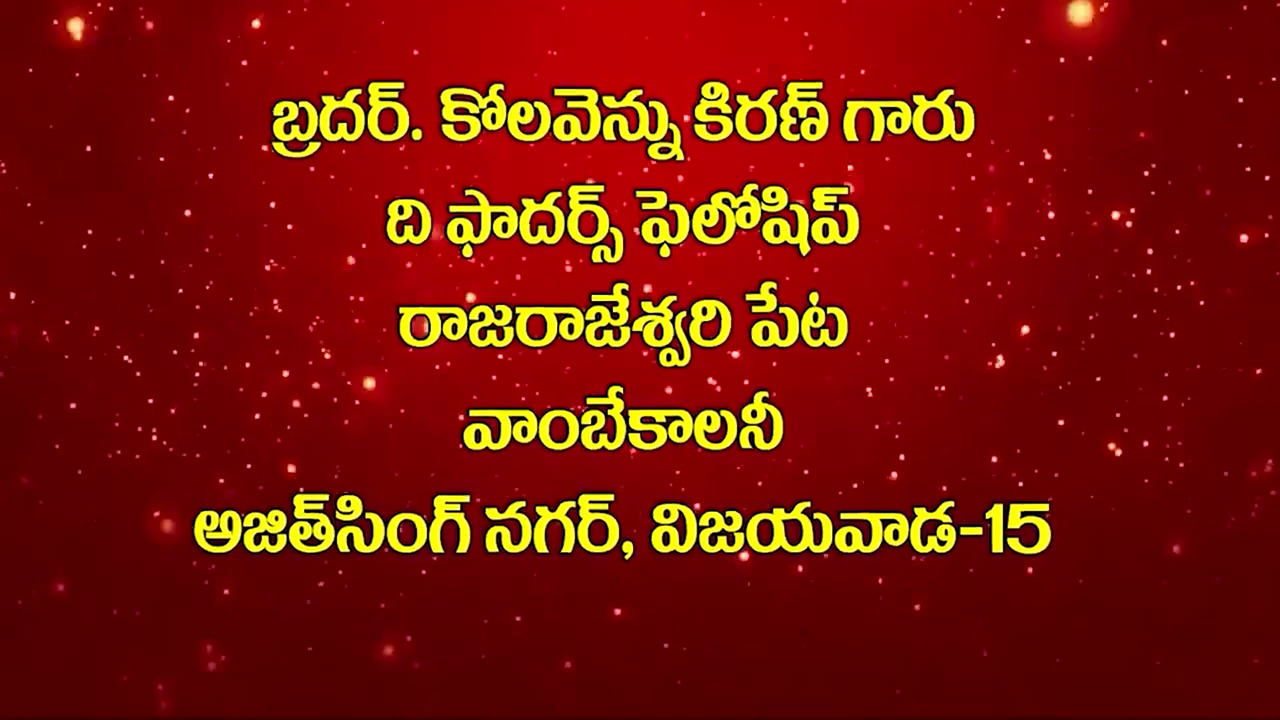 బ్రదర్. కోలవెన్ను కిరణ్ గారు
ది ఫాదర్స్ ఫెలోషిప్
రాజరాజేశ్వరి పేట
వాంబేకాలనీ
అజిత్‌సింగ్ నగర్, విజయవాడ-15